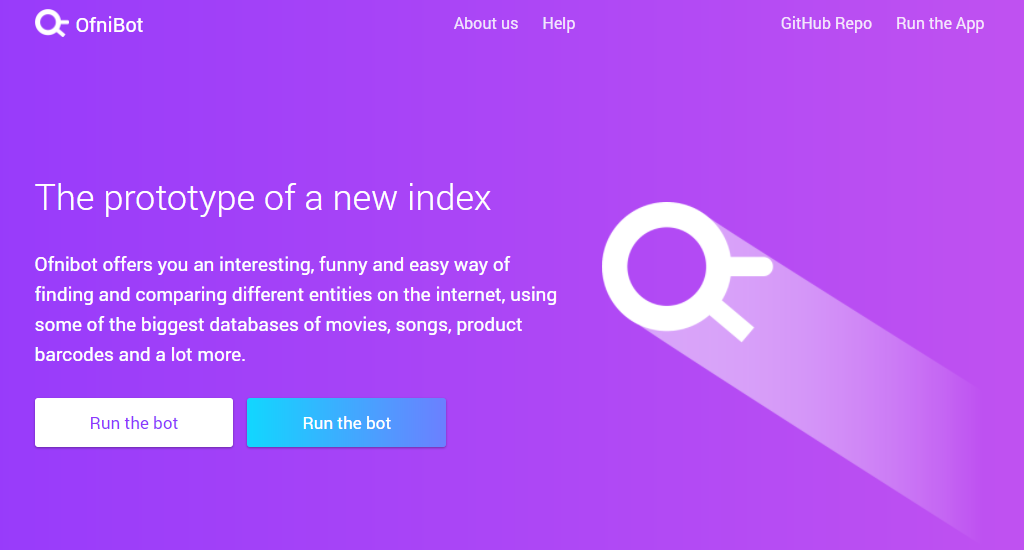 OfniBot
About us
Help
GitHub Repo
Run the App
The prototype of a new index
Ofnibot offers you an interesting, funny and easy way of
finding and comparing different entities on the internet, using
some of the biggest databases of movies, songs, product
barcodes and a lot more.
Run the bot
Run the bot